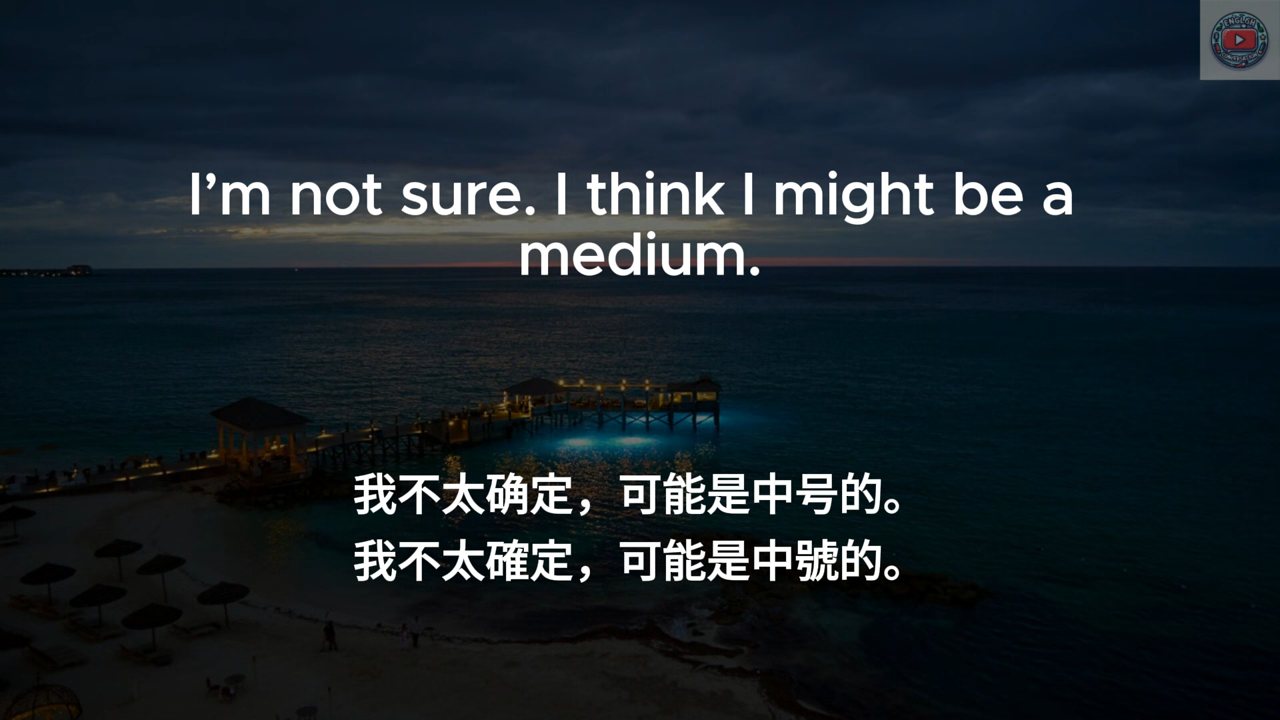 I'm not sure. I think I might be a
medium.
我不太确定，可能是中号的。
我不太確定，可能是中號的。
ENGLISH